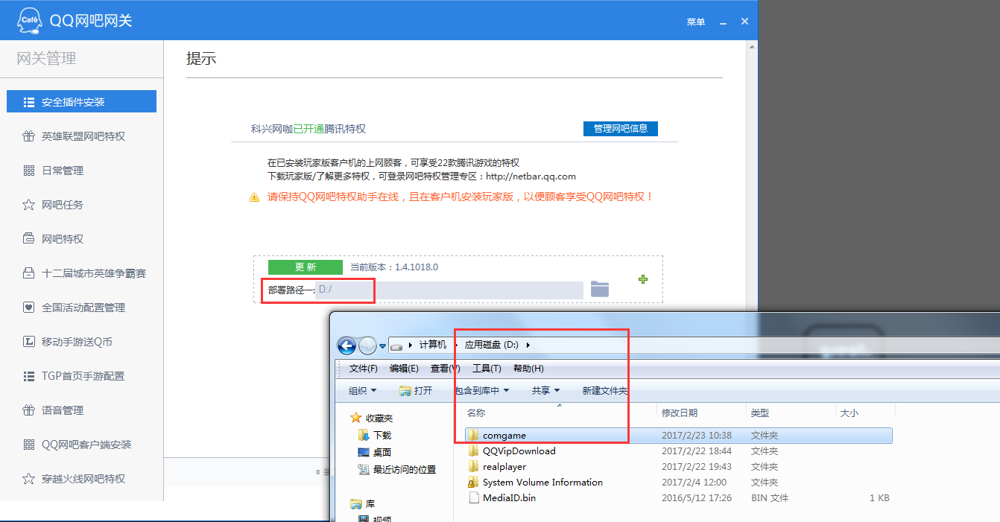 Café QQ网吧网关
菜单
网关管理
安全插件安装
英雄联盟网吧特权
日常管理
网吧任务
网吧特权
十二届城市英雄争霸赛
全国活动配置管理
移动手游送Q币
TGP首页手游配置
语音管理
QQ网吧客户端安装
穿越火线网吧特权
提示
科兴网咖已开通腾讯特权
管理网吧信息
在已安装玩家版客户机的上网顾客，可享受22款腾讯游戏的特权
下载玩家版/了解更多特权，可登录网吧特权管理专区：http://netbar.qq.com
请保持QQ网吧特权助手在线，且在客户机安装玩家版，以便顾客享受QQ网吧特权！
更 新 当前版本：1.4.1018.0
部署路径一: D:/
计算机 应用磁盘 (D:)
文件(F) 编辑(E) 查看(V) 工具(T) 帮助(H)
组织 打开 包含到库中 共享 新建文件夹
收藏夹
下载
桌面
最近访问的位置
库
视频
名称 修改日期 类型 大小
comgame 2017/2/23 10:38 文件夹
QQVipDownload 2017/2/22 18:44 文件夹
realplayer 2017/2/22 19:43 文件夹
System Volume Information 2017/2/4 12:00 文件夹
MediaID.bin 2016/5/12 17:26 BIN 文件 1 KB